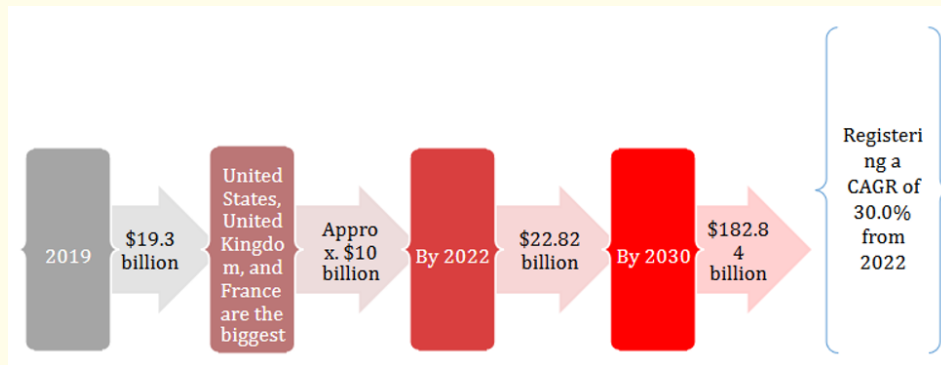 2019
$19.3
billion
United
States,
United
Kingdo
m, and
France
are the
biggest
Appro
x. $10
billion
By 2022
$22.82
billion
By 2030
$182.8
4
billion
Registeri
ng a
CAGR of
30.0%
from
2022